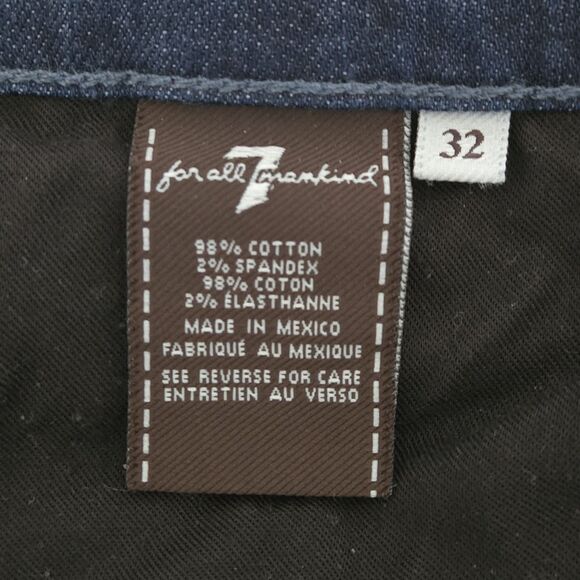 for all 7 mankind
32
98% COTTON
2% SPANDEX
98% COTON
2% ÉLASTHANNE
MADE IN MEXICO
FABRIQUÉ AU MEXIQUE
SEE REVERSE FOR CARE
ENTRETIEN AU VERSO